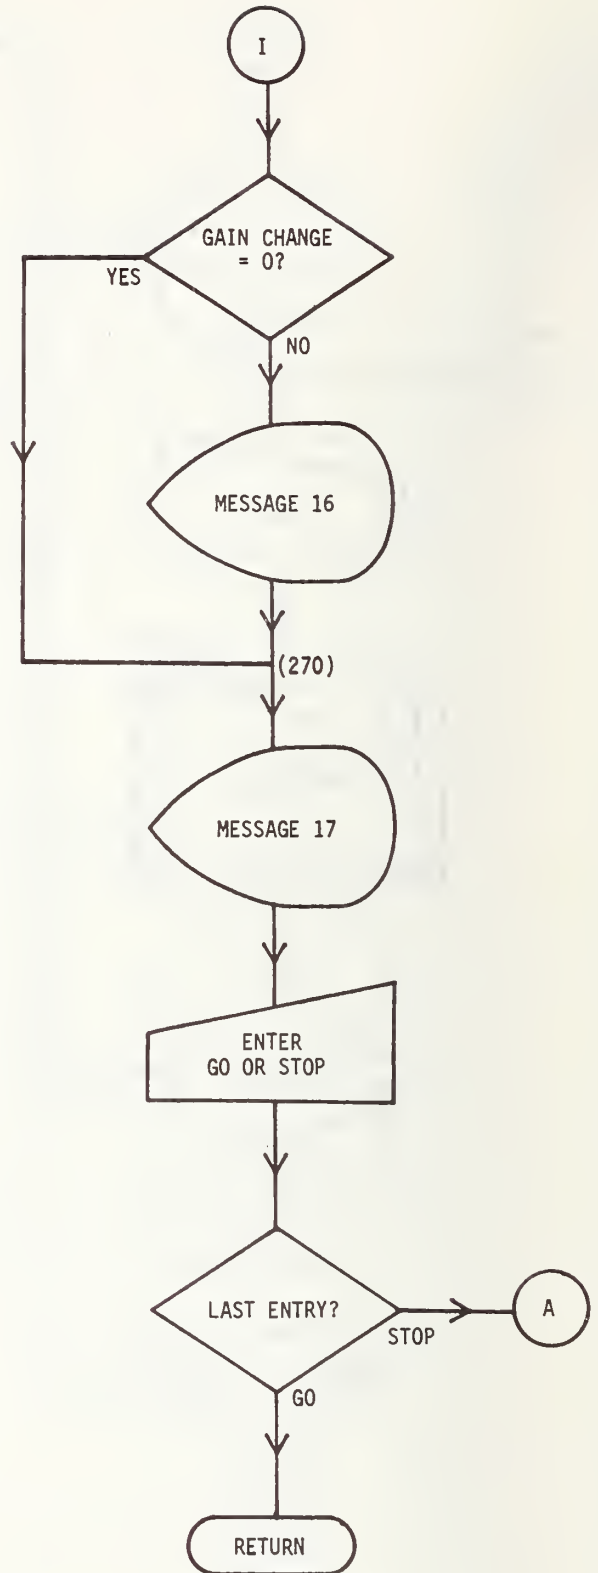 I
GAIN CHANGE
= 0?
YES
NO
MESSAGE 16
(270)
MESSAGE 17
ENTER
GO OR STOP
LAST ENTRY?
A
STOP
GO
RETURN